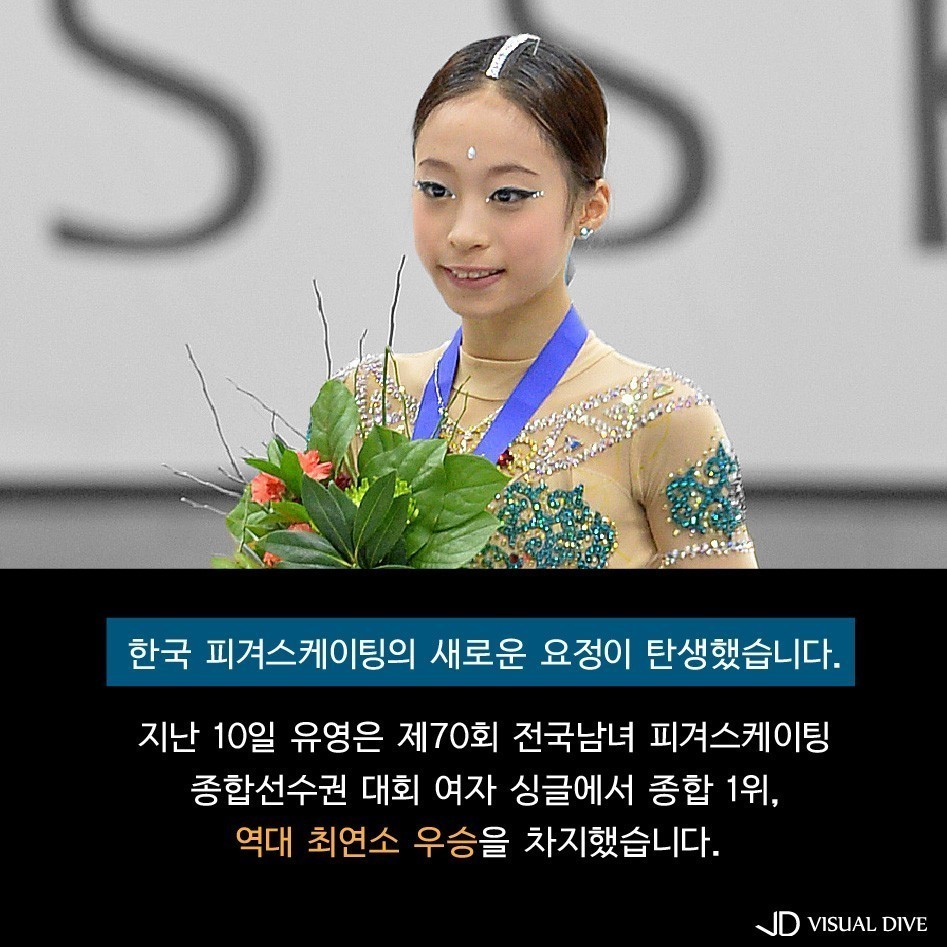 한국 피겨스케이팅의 새로운 요정이 탄생했습니다.
지난 10일 유영은 제70회 전국남녀 피겨스케이팅
종합선수권 대회 여자 싱글에서 종합 1위,
역대 최연소 우승을 차지했습니다.
VISUAL DIVE